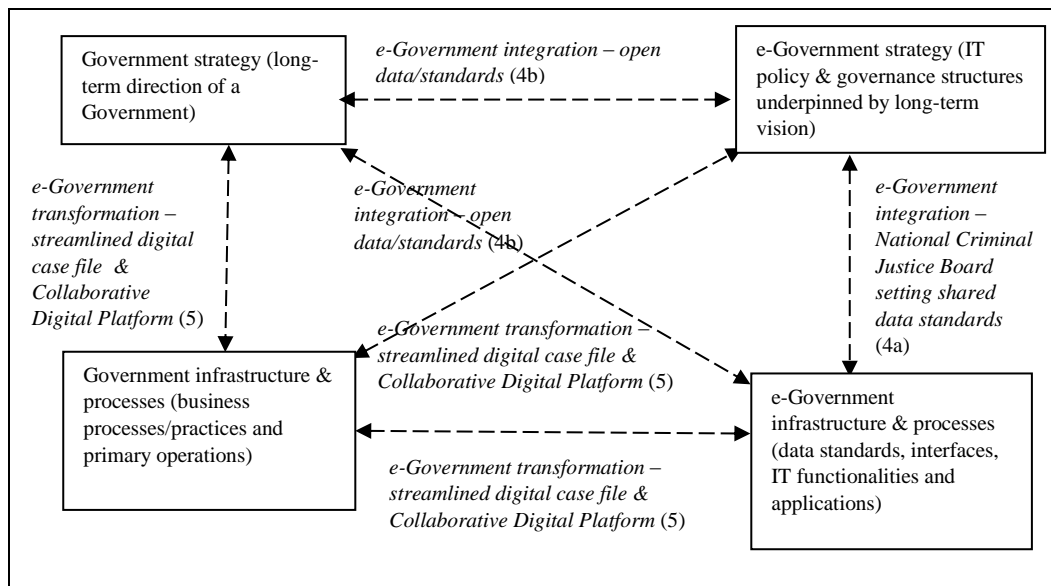 Government strategy (long-
term direction of a
Government)
e-Government integration – open
data/standards (4b)
e-Government strategy (IT
policy & governance structures
underpinned by long-term
vision)
e-Government
transformation –
streamlined digital
case file &
Collaborative
Digital Platform (5)
e-Government
integration – open
data/standards (4b)
e-Government
integration –
National Criminal
Justice Board
setting shared
data standards
(4a)
e-Government transformation –
streamlined digital case file &
Collaborative Digital Platform (5)
Government infrastructure &
processes (business
processes/practices and
primary operations)
e-Government
infrastructure & processes
(data standards, interfaces,
IT functionalities and
applications)
e-Government transformation –
streamlined digital case file &
Collaborative Digital Platform (5)